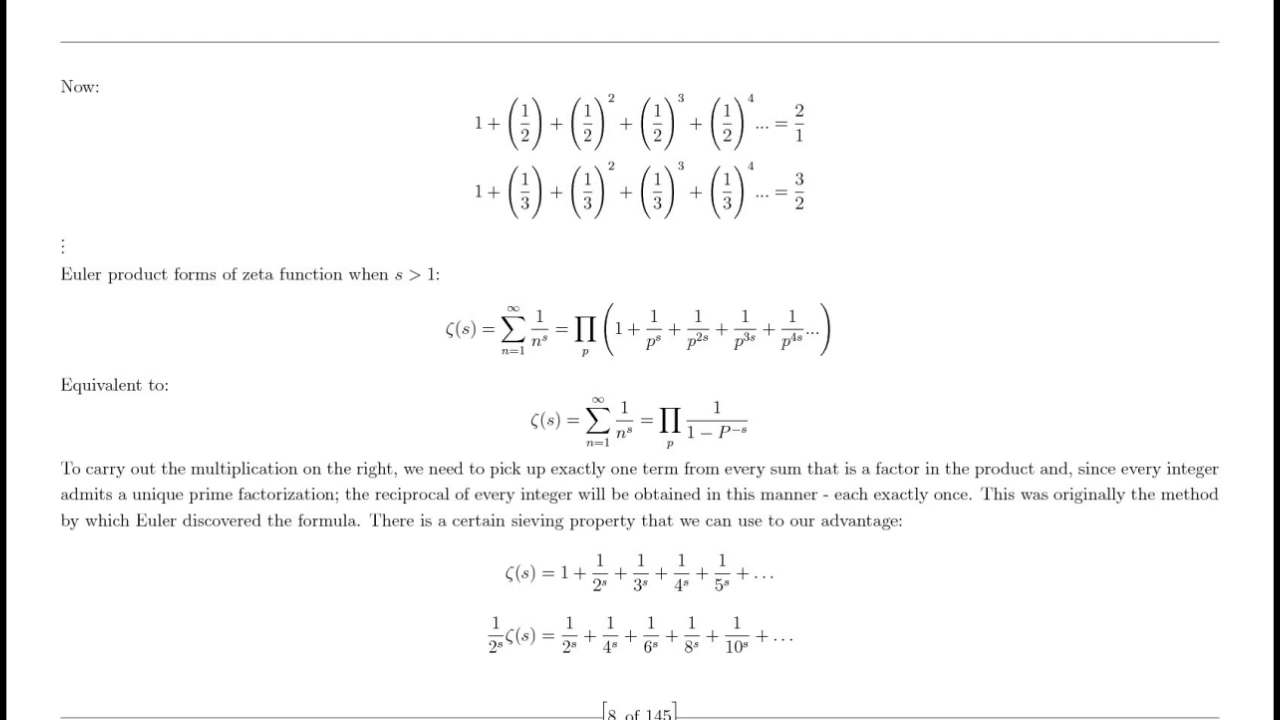 Now:
1 + (1/2) + (1/2)^2 + (1/2)^3 + (1/2)^4 ... = 2/1
1 + (1/3) + (1/3)^2 + (1/3)^3 + (1/3)^4 ... = 3/2
⋮
Euler product forms of zeta function when s > 1:
ζ(s) = ∑_{n=1}^{∞} 1/n^s = ∏_p (1 + 1/p^s + 1/p^{2s} + 1/p^{3s} + 1/p^{4s} ...)
Equivalent to:
ζ(s) = ∑_{n=1}^{∞} 1/n^s = ∏_p 1/(1 − P^{−s})
To carry out the multiplication on the right, we need to pick up exactly one term from every sum that is a factor in the product and, since every integer
admits a unique prime factorization; the reciprocal of every integer will be obtained in this manner - each exactly once. This was originally the method
by which Euler discovered the formula. There is a certain sieving property that we can use to our advantage:
ζ(s) = 1 + 1/2^s + 1/3^s + 1/4^s + 1/5^s + ...
1/2^s ζ(s) = 1/2^s + 1/4^s + 1/6^s + 1/8^s + 1/10^s + ...
[8 of 145]